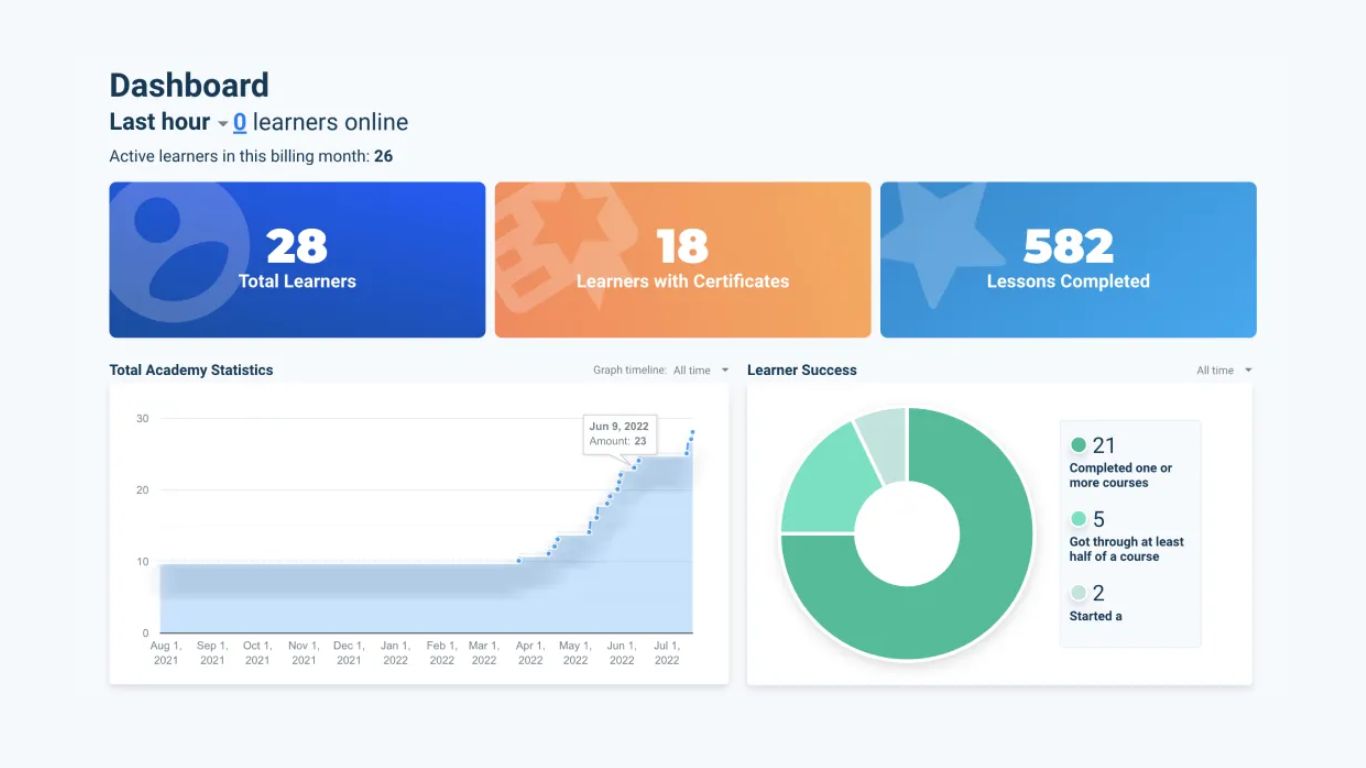 Dashboard
Last hour 0 learners online
Active learners in this billing month: 26
28
Total Learners
18
Learners with Certificates
582
Lessons Completed
Total Academy Statistics
Graph timeline: All time
30
20
10
0
Jun 9, 2022
Amount: 23
Aug 1, 2021
Sep 1, 2021
Oct 1, 2021
Nov 1, 2021
Dec 1, 2021
Jan 1, 2022
Feb 1, 2022
Mar 1, 2022
Apr 1, 2022
May 1, 2022
Jun 1, 2022
Jul 1, 2022
Learner Success
All time
21
Completed one or
more courses
5
Got through at least
half of a course
2
Started a